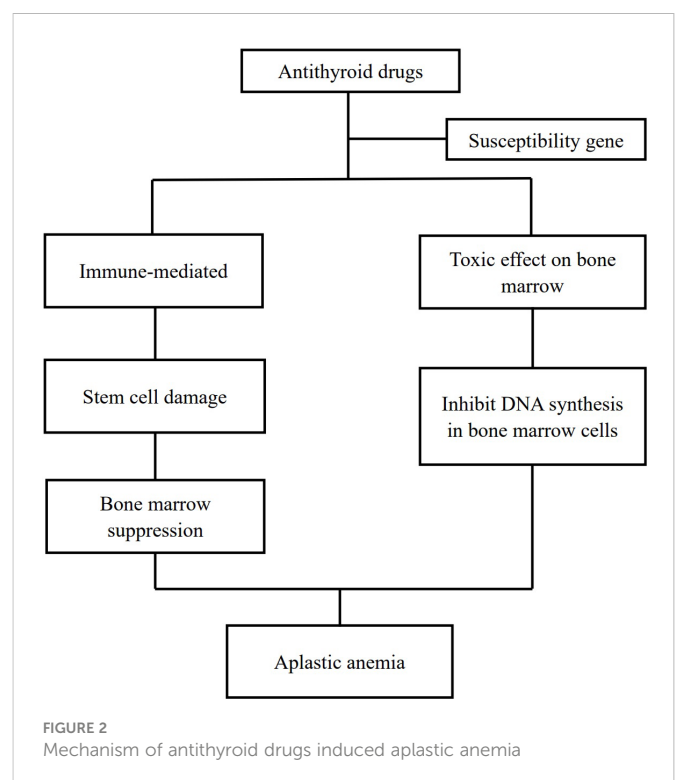 Antithyroid drugs
Susceptibility gene
Immune-mediated
Toxic effect on bone
marrow
Stem cell damage
Inhibit DNA synthesis
in bone marrow cells
Bone marrow
suppression
Aplastic anemia
FIGURE 2
Mechanism of antithyroid drugs induced aplastic anemia